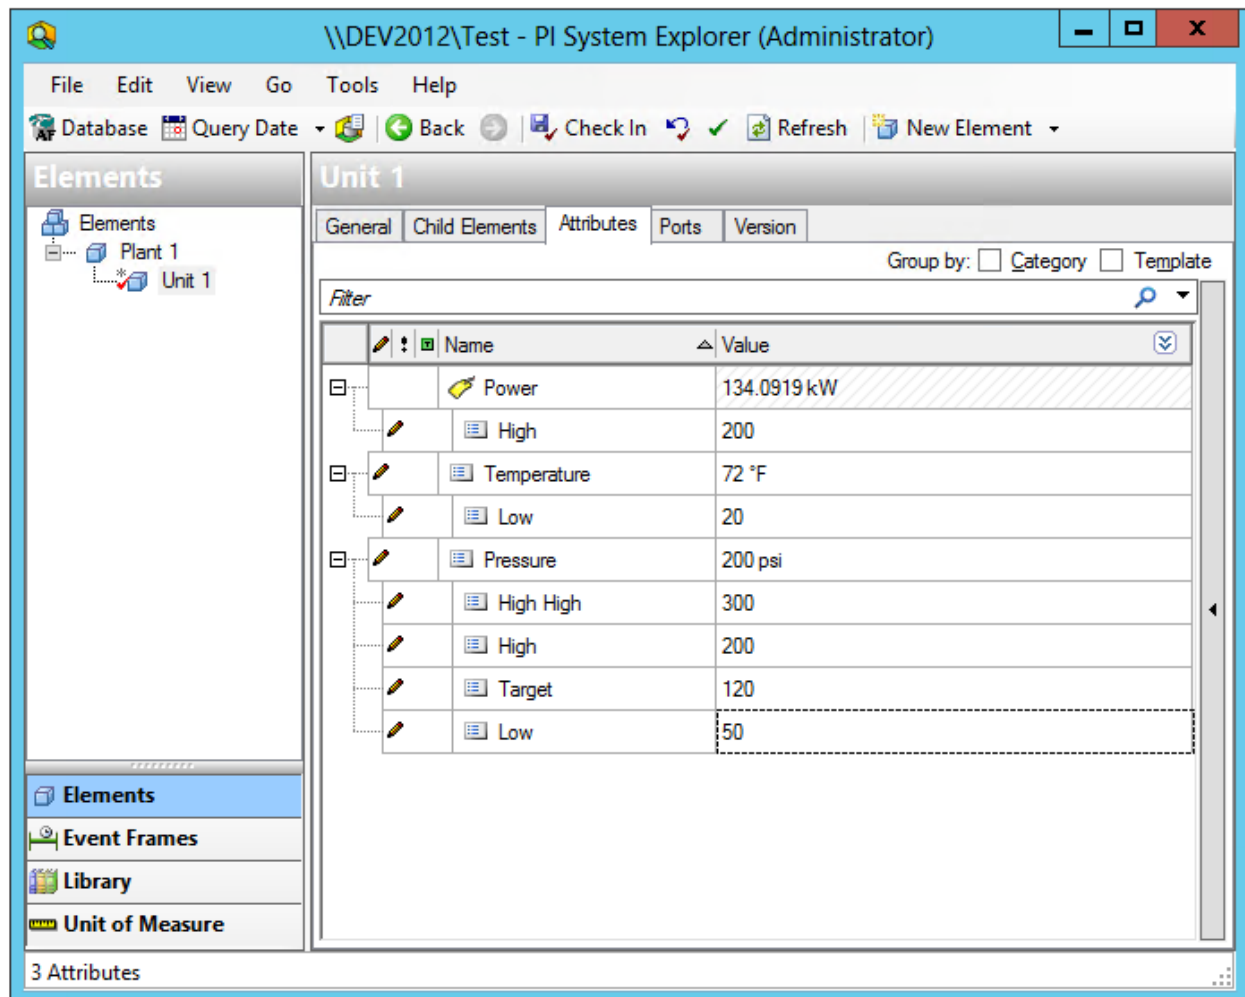 \\DEV2012\Test - PI System Explorer (Administrator)
File Edit View Go Tools Help
AF Database Query Date Back Check In Refresh New Element
Elements
Elements
Plant 1
Unit 1
Elements
Event Frames
Library
Unit of Measure
Unit 1
General Child Elements Attributes Ports Version
Group by: Category Template
Filter
Name Value
Power 134.0919 kW
High 200
Temperature 72 °F
Low 20
Pressure 200 psi
High High 300
High 200
Target 120
Low 50
3 Attributes